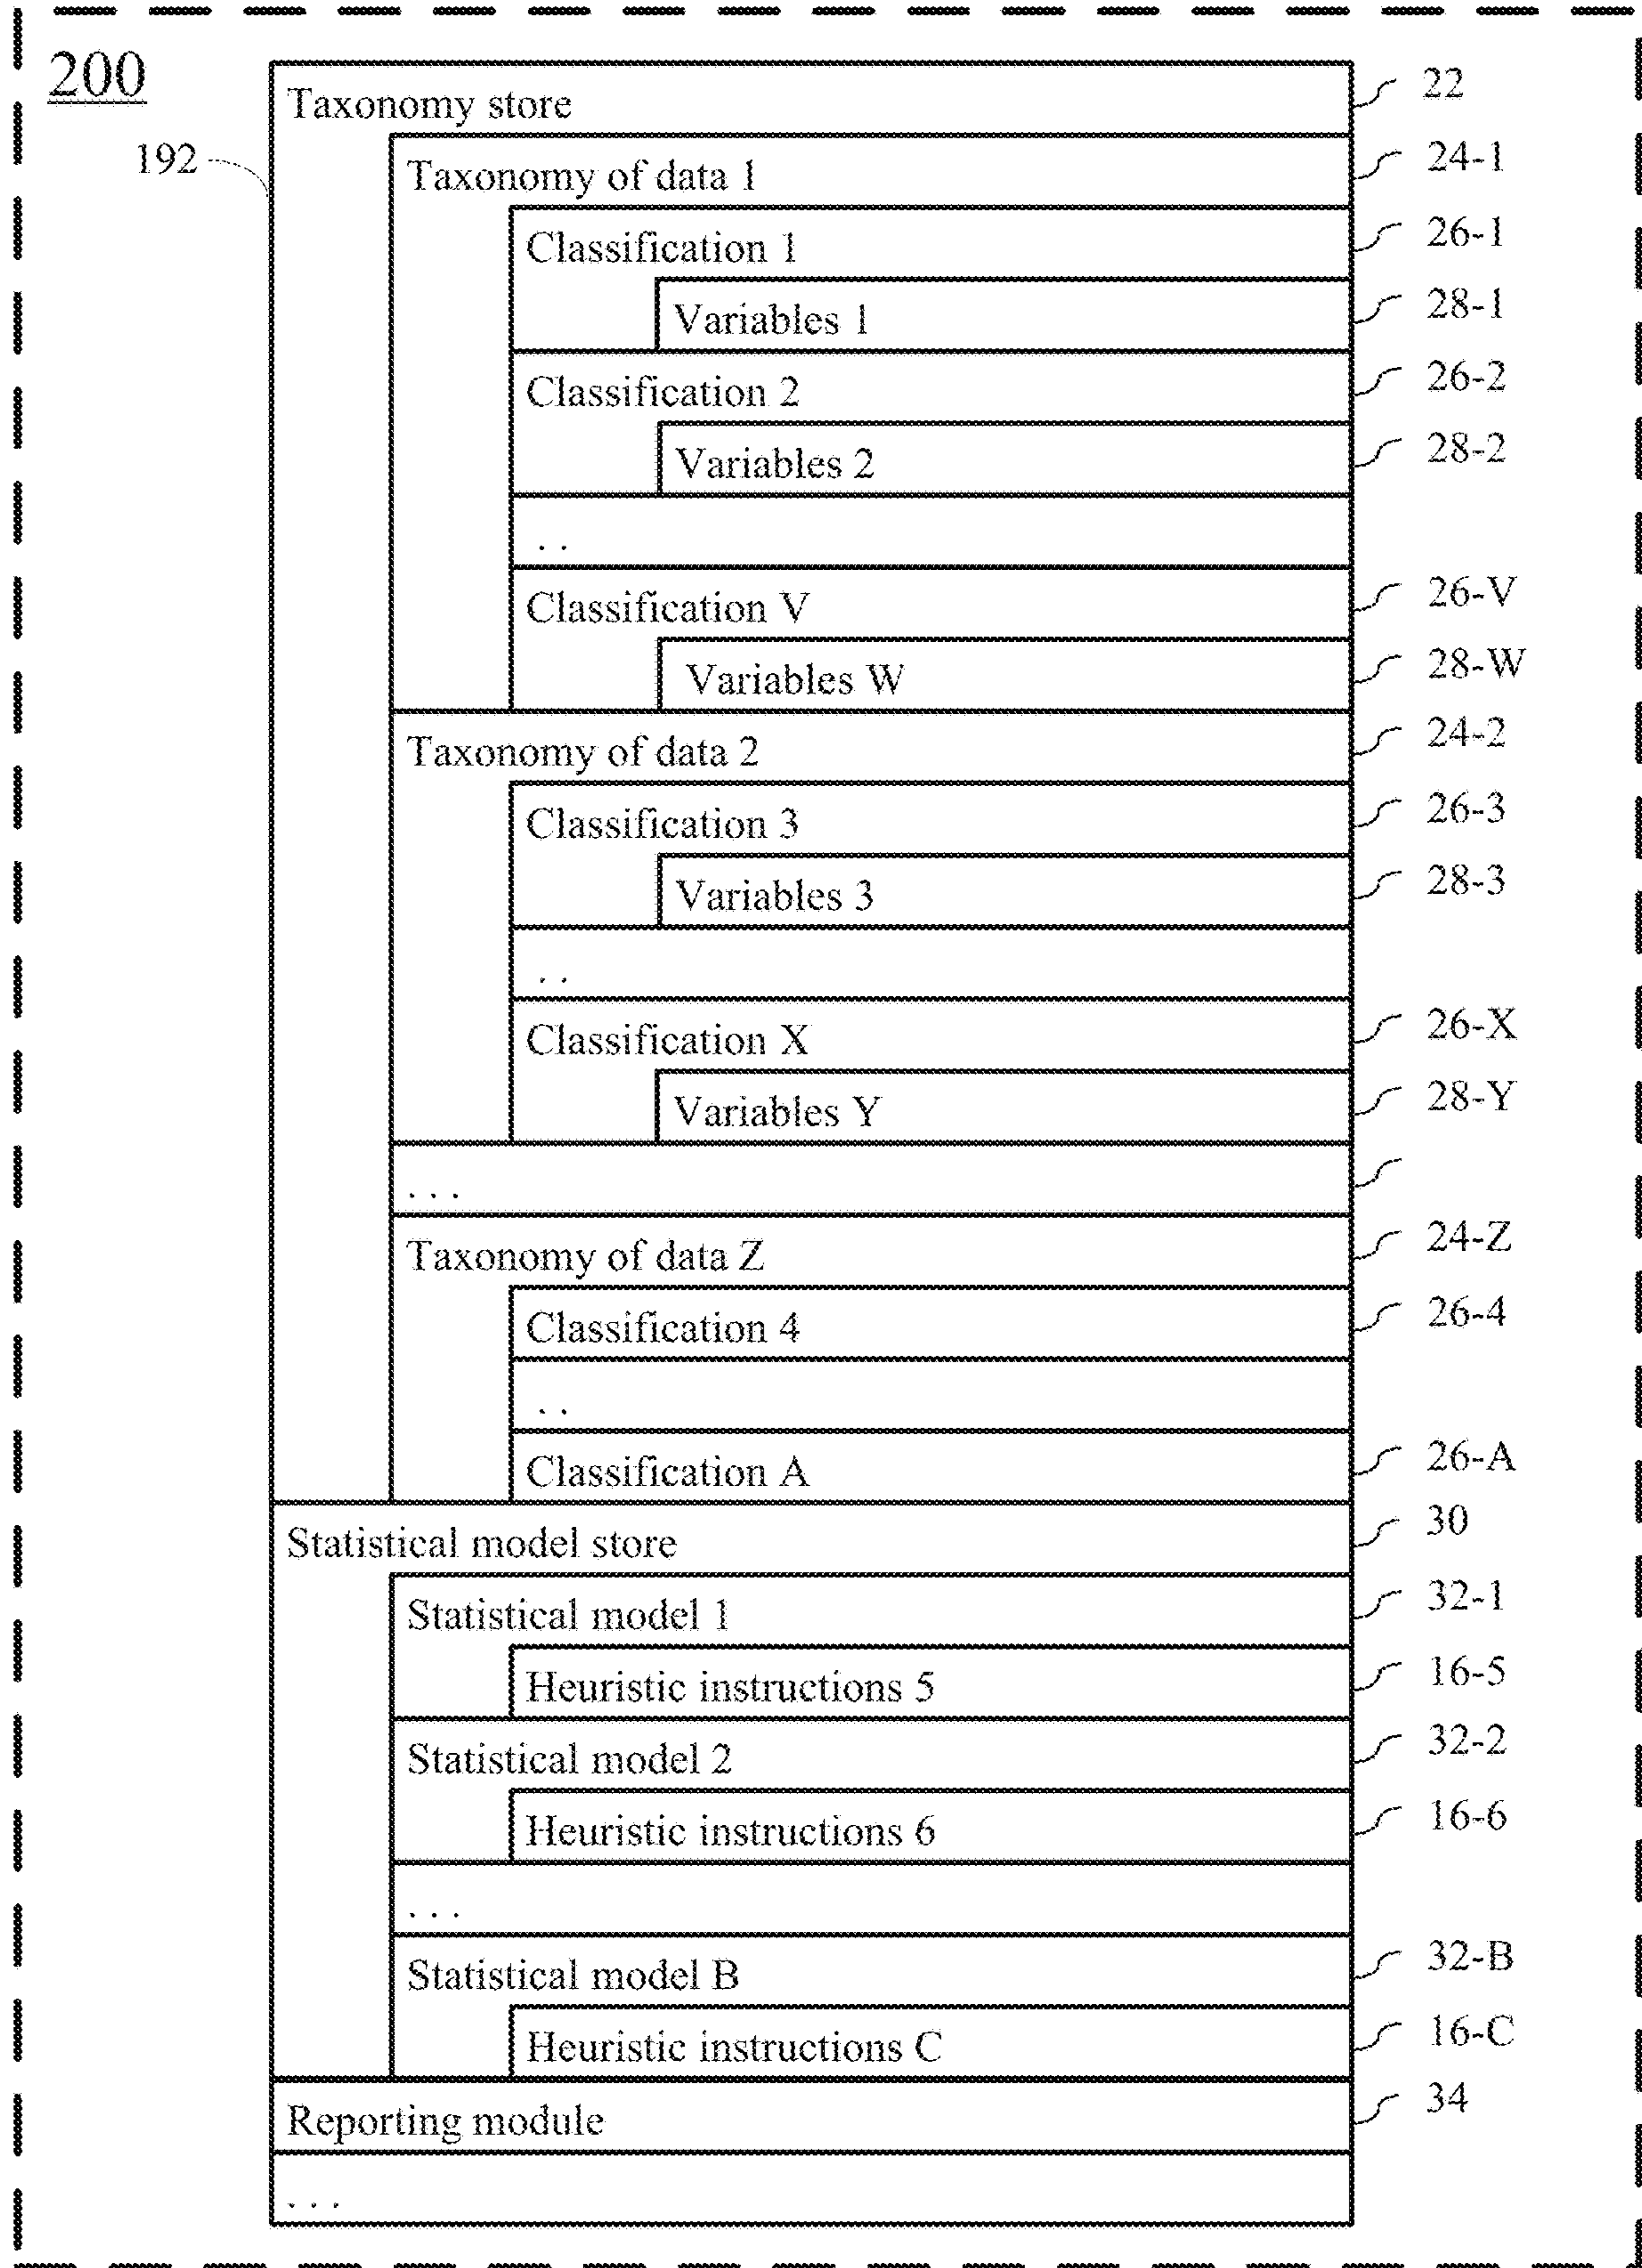 200
Taxonomy store 22
192
Taxonomy of data 1 24-1
Classification 1 26-1
Variables 1 28-1
Classification 2 26-2
Variables 2 28-2
. .
Classification V 26-V
Variables W 28-W
Taxonomy of data 2 24-2
Classification 3 26-3
Variables 3 28-3
. .
Classification X 26-X
Variables Y 28-Y
. . .
Taxonomy of data Z 24-Z
Classification 4 26-4
. .
Classification A 26-A
Statistical model store 30
Statistical model 1 32-1
Heuristic instructions 5 16-5
Statistical model 2 32-2
Heuristic instructions 6 16-6
. . .
Statistical model B 32-B
Heuristic instructions C 16-C
Reporting module 34
. . .